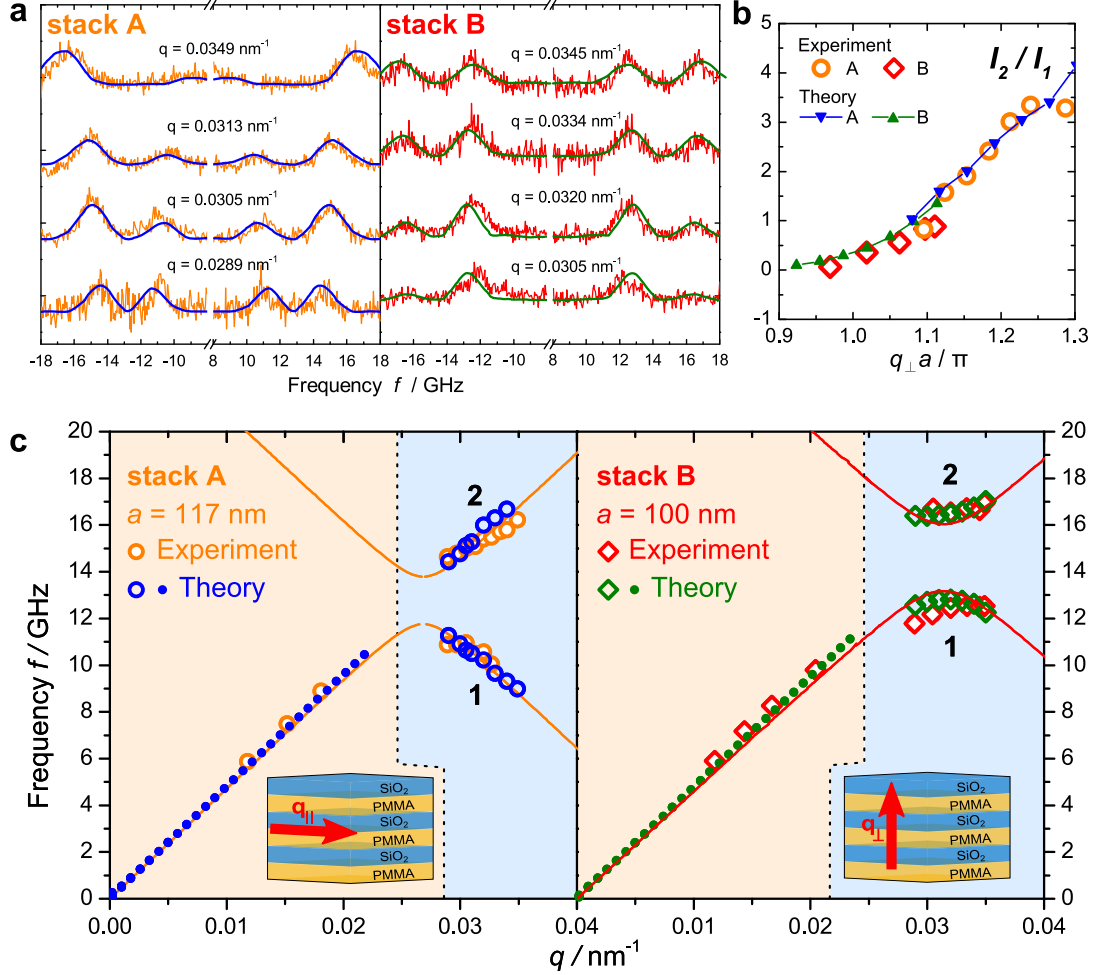 a
stack A
stack B
q = 0.0349 nm⁻¹
q = 0.0313 nm⁻¹
q = 0.0305 nm⁻¹
q = 0.0289 nm⁻¹
q = 0.0345 nm⁻¹
q = 0.0334 nm⁻¹
q = 0.0320 nm⁻¹
q = 0.0305 nm⁻¹
-18 -16 -14 -12 -10 8 10 12 14 16 18
-16 -14 -12 -10 8 10 12 14 16 18
Frequency f / GHz
b
I₂ / I₁
Experiment
A B
Theory
A B
5
4
3
2
1
0
-1
0.9 1.0 1.1 1.2 1.3
q⊥a / π
c
stack A
a = 117 nm
Experiment
Theory
2
1
stack B
a = 100 nm
Experiment
Theory
2
1
20
18
16
14
12
10
8
6
4
2
0
20
18
16
14
12
10
8
6
4
2
0
Frequency f / GHz
q||
SiO₂
PMMA
SiO₂
PMMA
SiO₂
PMMA
q⊥
SiO₂
PMMA
SiO₂
PMMA
SiO₂
PMMA
0.00 0.01 0.02 0.03 0.04
0.00 0.01 0.02 0.03 0.04
q / nm⁻¹